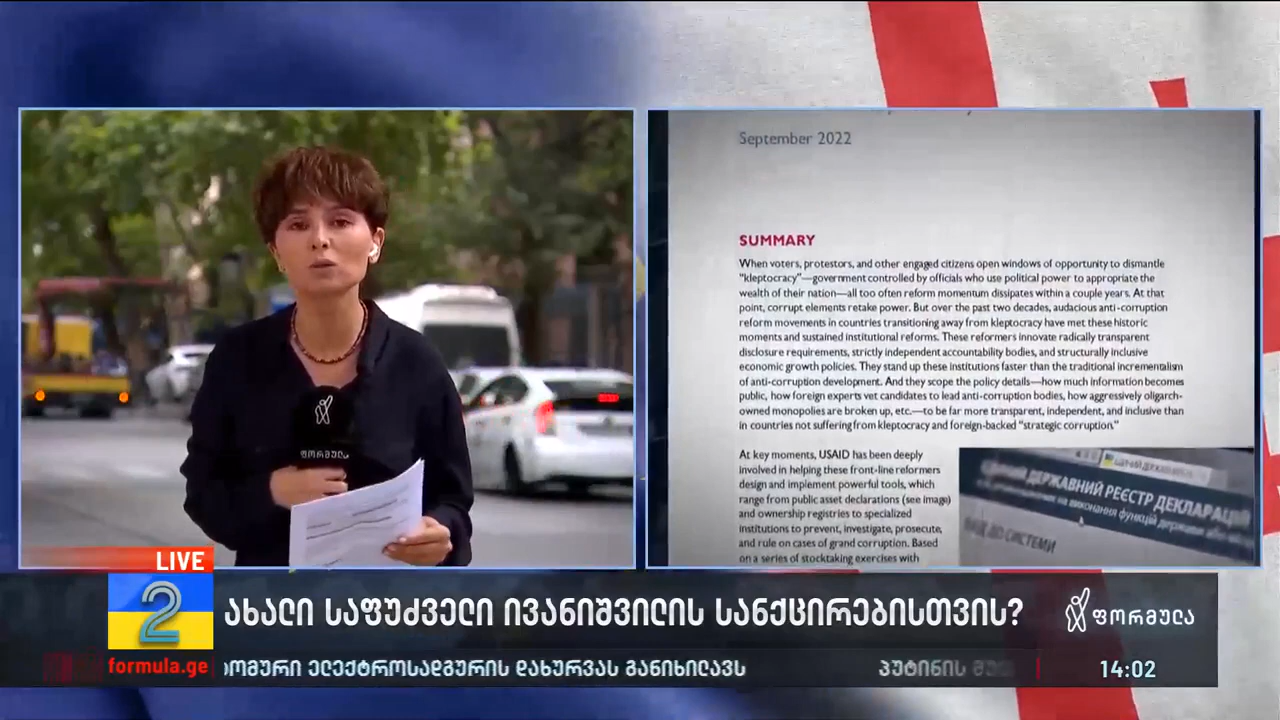 September 2022
SUMMARY
When voters, protestors, and other engaged citizens open windows of opportunity to dismantle
"kleptocracy"—government controlled by officials who use political power to appropriate the
wealth of their nation—all too often reform momentum dissipates within a couple years. At that
point, corrupt elements retake power. But over the past two decades, audacious anti-corruption
reform movements in countries transitioning away from kleptocracy have met these historic
moments and sustained institutional reforms. These reformers innovate radically transparent
disclosure requirements, strictly independent accountability bodies, and structurally inclusive
economic growth policies. They stand up these institutions faster than the traditional incrementalism
of anti-corruption development. And they scope the policy details—how much information becomes
public, how foreign experts vet candidates to lead anti-corruption bodies, how aggressively oligarch-
owned monopolies are broken up, etc.—to be far more transparent, independent, and inclusive than
in countries not suffering from kleptocracy and foreign-backed "strategic corruption."
At key moments, USAID has been deeply
involved in helping these front-line reformers
design and implement powerful tools, which
range from public asset declarations (see image)
and ownership registries to specialized
institutions to prevent, investigate, prosecute,
and rule on cases of grand corruption. Based
on a series of stocktaking exercises with
ДЕРЖАВНИЙ РЕЄСТР ДЕКЛАРАЦІЙ
на виконання функцій держави
ДО СИСТЕМИ
ფორმულა
LIVE
2
formula.ge
ახალი საფუძველი ივანიშვილის სანქცირებისთვის?
ფორმულა
ელექტროსადგურის დახურვას განიხილავს
პუტინის
14:02